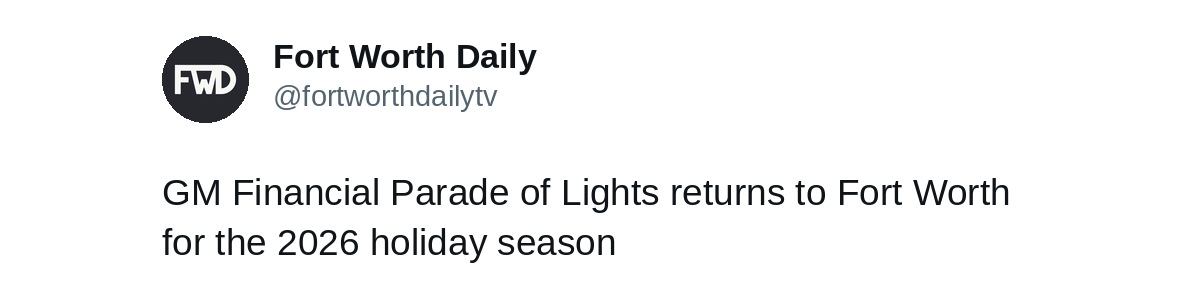 FWD
Fort Worth Daily
@fortworthdailytv
GM Financial Parade of Lights returns to Fort Worth
for the 2026 holiday season